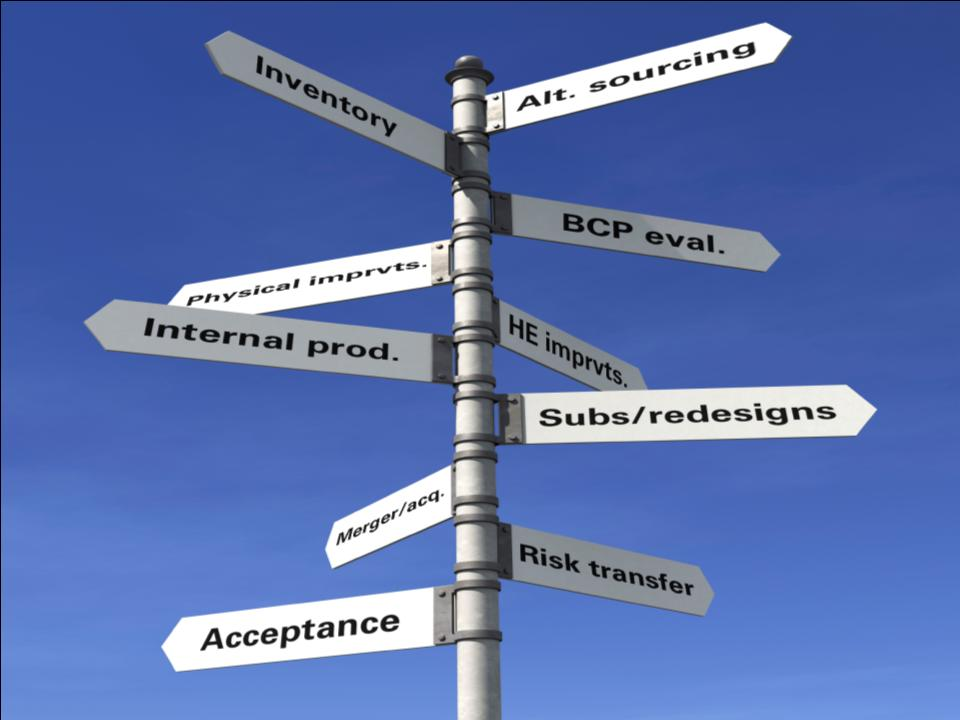 Inventory
Alt. sourcing
BCP eval.
Physical imprvts.
Internal prod.
HE imprvts.
Subs/redesigns
Merger/acq.
Risk transfer
Acceptance